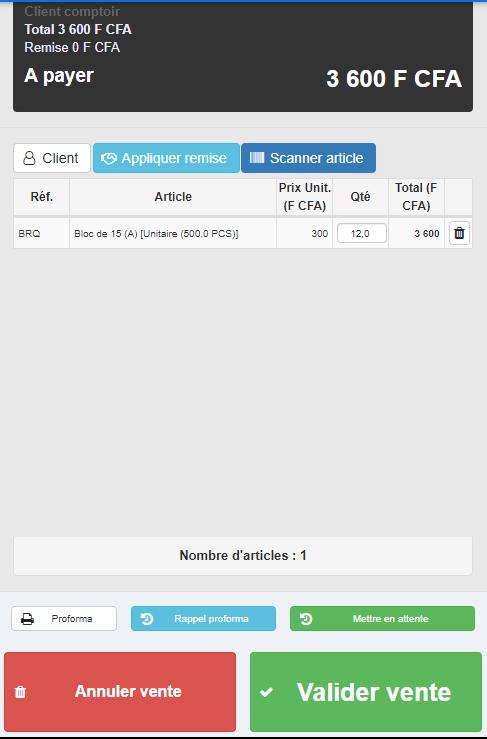 Client comptoir
Total 3 600 F CFA
Remise 0 F CFA
A payer 3 600 F CFA
Client Appliquer remise Scanner article
Réf. Article Prix Unit. (F CFA) Qté Total (F CFA)
BRQ Bloc de 15 (A) [Unitaire (500.0 PCS)] 300 12,0 3 600
Nombre d'articles : 1
Proforma Rappel proforma Mettre en attente
Annuler vente Valider vente